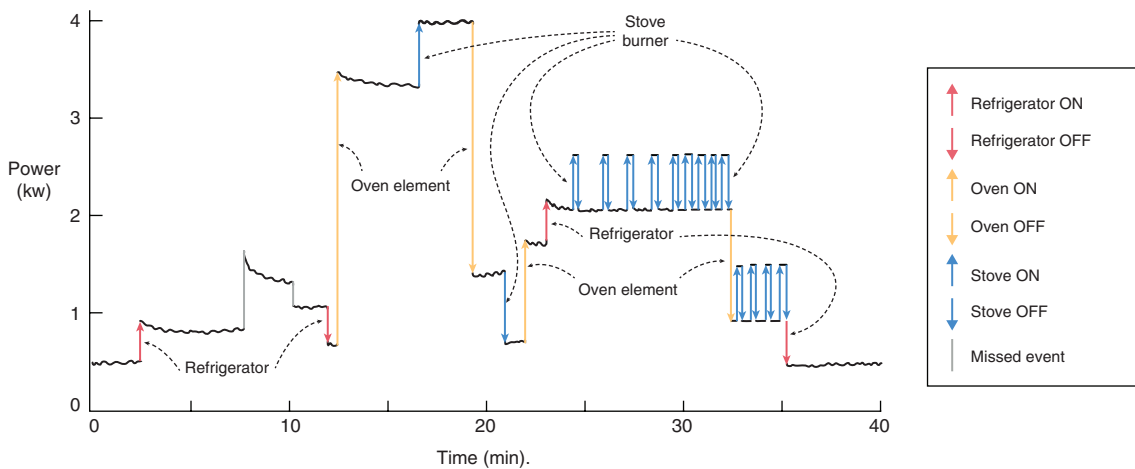 4
3
2
1
0
Power
(kw)
0
10
20
30
40
Time (min).
Stove
burner
Oven element
Refrigerator
Refrigerator
Oven element
Refrigerator ON
Refrigerator OFF
Oven ON
Oven OFF
Stove ON
Stove OFF
Missed event